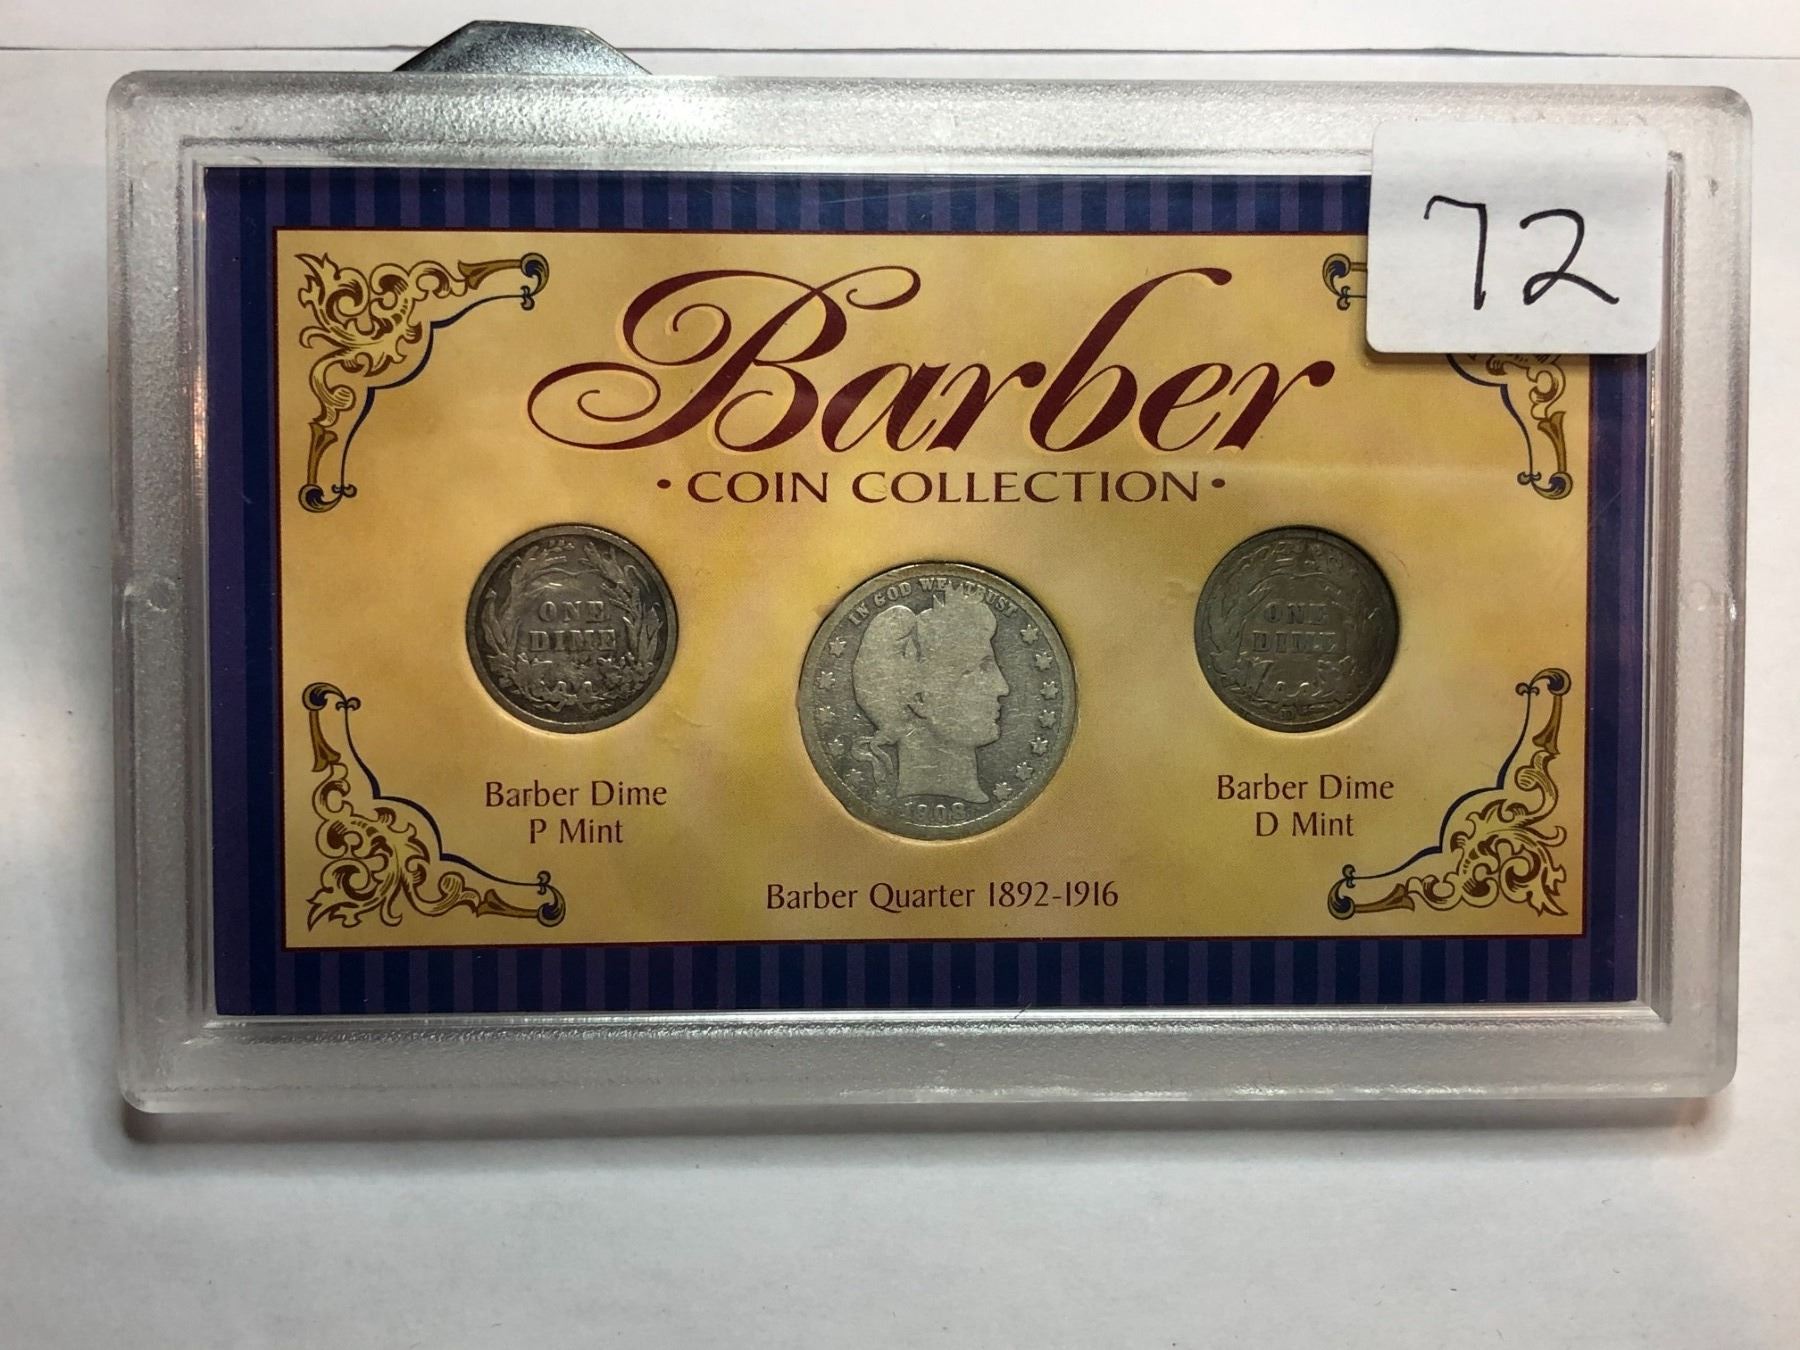 72
Barber
• COIN COLLECTION •
ONE
DIME
IN GOD WE TRUST
1908
ONE
DIME
D
Barber Dime
P Mint
Barber Quarter 1892-1916
Barber Dime
D Mint